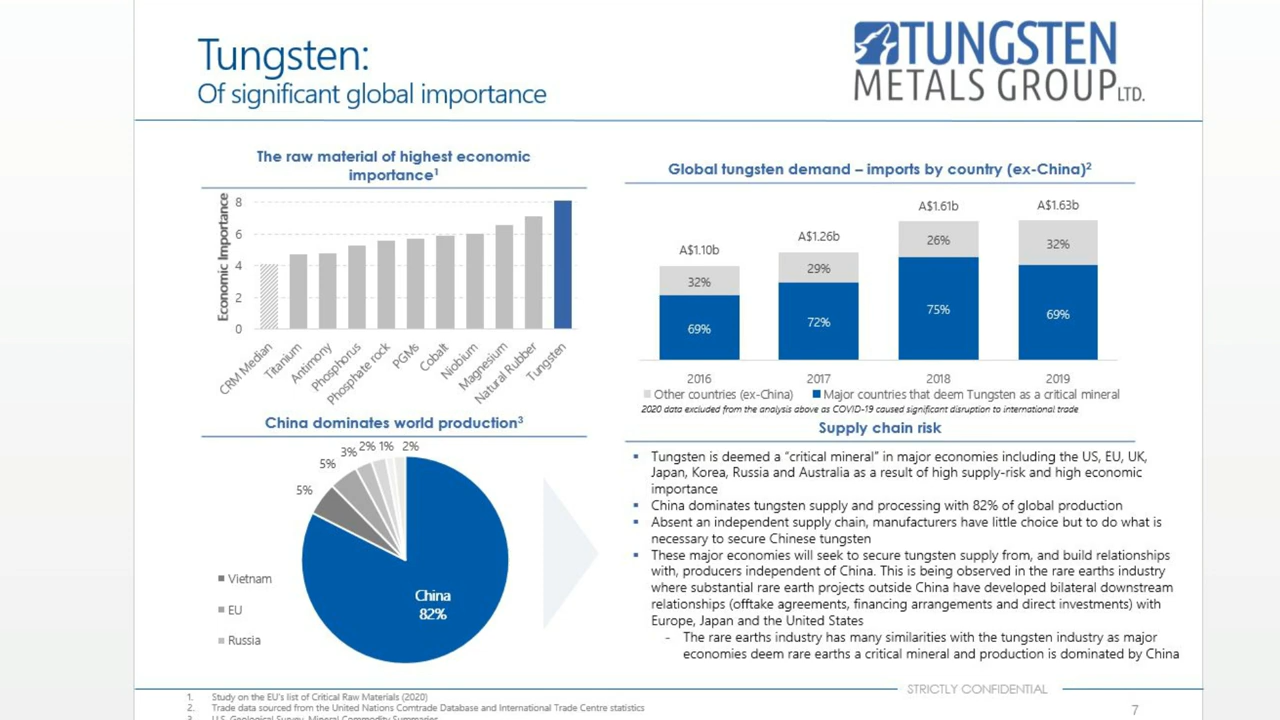 Tungsten:
Of significant global importance
TUNGSTEN
METALS GROUP LTD.
The raw material of highest economic
importance¹
Economic Importance
8
6
4
2
0
CRM Median
Titanium
Antimony
Phosphorus
Phosphate rock
PGMs
Cobalt
Niobium
Magnesium
Natural Rubber
Tungsten
Global tungsten demand – imports by country (ex-China)²
A$1.10b
A$1.26b
A$1.61b
A$1.63b
32%
29%
26%
32%
69%
72%
75%
69%
2016
2017
2018
2019
Other countries (ex-China)
Major countries that deem Tungsten as a critical mineral
2020 data excluded from the analysis above as COVID-19 caused significant disruption to international trade
China dominates world production³
5%
5%
3%
2%
1%
2%
China
82%
Vietnam
EU
Russia
Supply chain risk
▪ Tungsten is deemed a “critical mineral” in major economies including the US, EU, UK,
Japan, Korea, Russia and Australia as a result of high supply-risk and high economic
importance
▪ China dominates tungsten supply and processing with 82% of global production
▪ Absent an independent supply chain, manufacturers have little choice but to do what is
necessary to secure Chinese tungsten
▪ These major economies will seek to secure tungsten supply from, and build relationships
with, producers independent of China. This is being observed in the rare earths industry
where substantial rare earth projects outside China have developed bilateral downstream
relationships (offtake agreements, financing arrangements and direct investments) with
Europe, Japan and the United States
- The rare earths industry has many similarities with the tungsten industry as major
economies deem rare earths a critical mineral and production is dominated by China
STRICTLY CONFIDENTIAL
1. Study on the EU's list of Critical Raw Materials (2020)
2. Trade data sourced from the United Nations Comtrade Database and International Trade Centre statistics
3. U.S. Geological Survey, Mineral Commodity Summaries
7